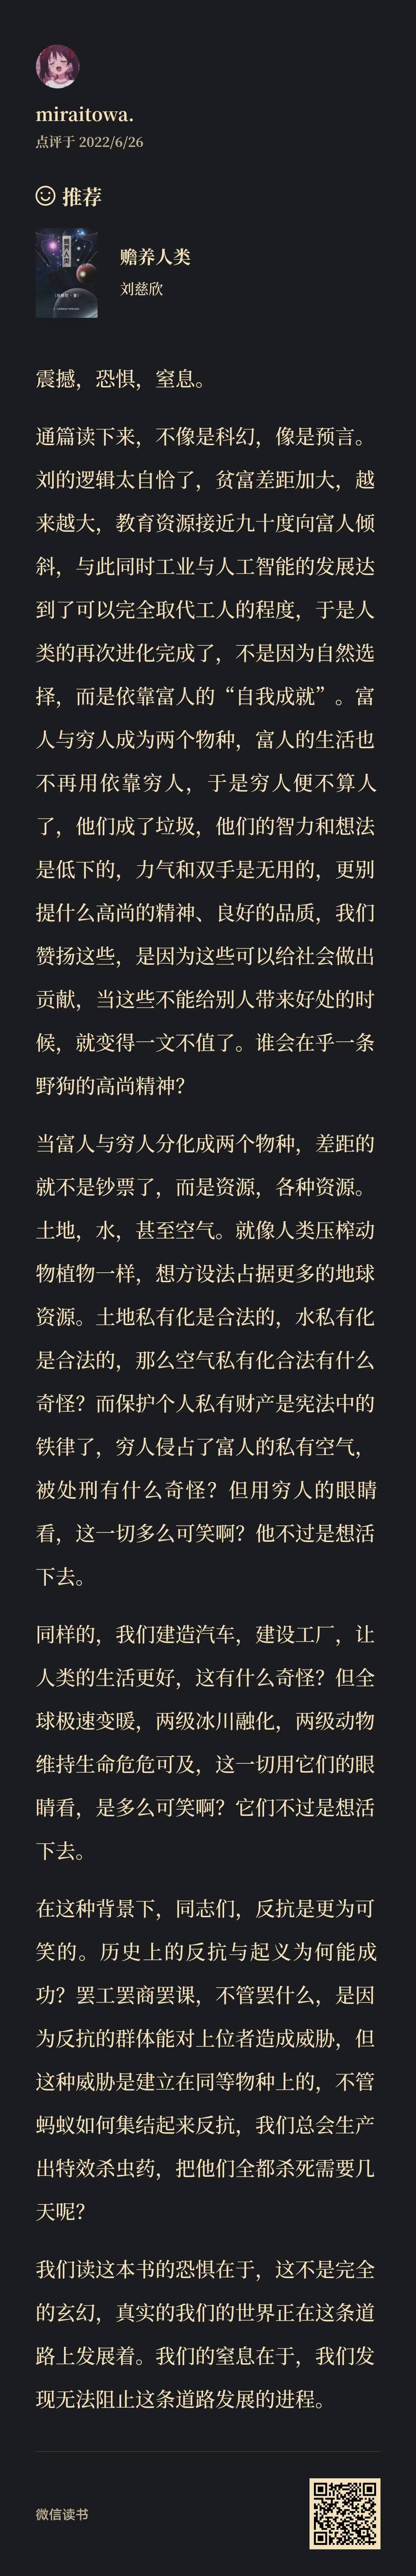 miraitowa.
点评于 2022/6/26
推荐
赡养人类
刘慈欣
震撼，恐惧，窒息。
通篇读下来，不像是科幻，像是预言。
刘的逻辑太自恰了，贫富差距加大，越
来越大，教育资源接近九十度向富人倾
斜，与此同时工业与人工智能的发展达
到了可以完全取代工人的程度，于是人
类的再次进化完成了，不是因为自然选
择，而是依靠富人的“自我成就”。富
人与穷人成为两个物种，富人的生活也
不再用依靠穷人，于是穷人便不算人
了，他们成了垃圾，他们的智力和想法
是低下的，力气和双手是无用的，更别
提什么高尚的精神、良好的品质，我们
赞扬这些，是因为这些可以给社会做出
贡献，当这些不能给别人带来好处的时
候，就变得一文不值了。谁会在乎一条
野狗的高尚精神？
当富人与穷人分化成两个物种，差距的
就不是钞票了，而是资源，各种资源。
土地，水，甚至空气。就像人类压榨动
物植物一样，想方设法占据更多的地球
资源。土地私有化是合法的，水私有化
是合法的，那么空气私有化合法有什么
奇怪？而保护个人私有财产是宪法中的
铁律了，穷人侵占了富人的私有空气，
被处刑有什么奇怪？但用穷人的眼睛
看，这一切多么可笑啊？他不过是想活
下去。
同样的，我们建造汽车，建设工厂，让
人类的生活更好，这有什么奇怪？但全
球极速变暖，两级冰川融化，两级动物
维持生命危危可及，这一切用它们的眼
睛看，是多么可笑啊？它们不过是想活
下去。
在这种背景下，同志们，反抗是更为可
笑的。历史上的反抗与起义为何能成
功？罢工罢商罢课，不管罢什么，是因
为反抗的群体能对上位者造成威胁，但
这种威胁是建立在同等物种上的，不管
蚂蚁如何集结起来反抗，我们总会生产
出特效杀虫药，把他们全都杀死需要几
天呢？
我们读这本书的恐惧在于，这不是完全
的玄幻，真实的我们的世界正在这条道
路上发展着。我们的窒息在于，我们发
现无法阻止这条道路发展的进程。
微信读书